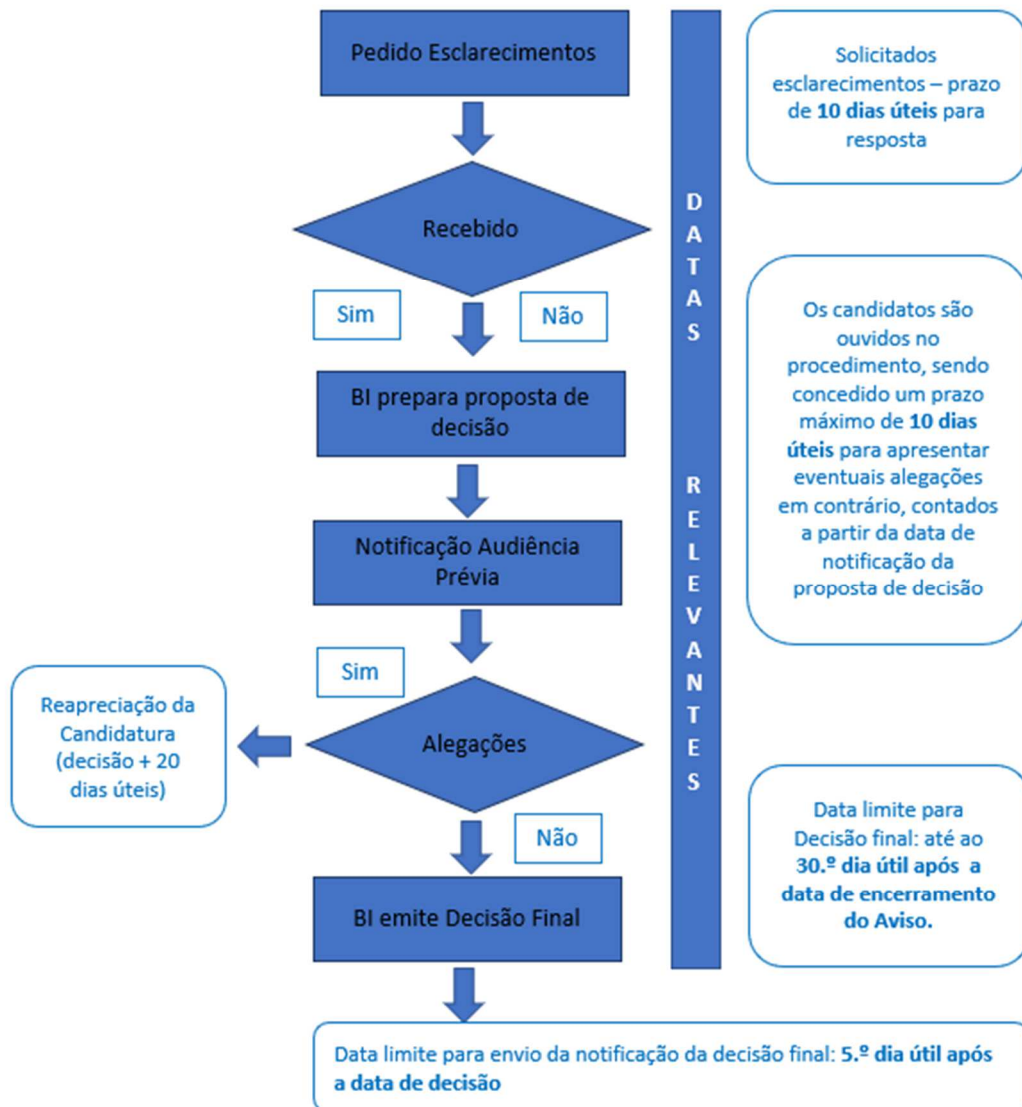 Pedido Esclarecimentos
Solicitados
esclarecimentos – prazo
de 10 dias úteis para
resposta
Recebido
Sim
Não
BI prepara proposta de
decisão
Notificação Audiência
Prévia
Sim
Alegações
Reapreciação da
Candidatura
(decisão + 20
dias úteis)
Não
BI emite Decisão Final
DATAS
RELEVANTES
Os candidatos são
ouvidos no
procedimento, sendo
concedido um prazo
máximo de 10 dias
úteis para apresentar
eventuais alegações
em contrário, contados
a partir da data de
notificação da
proposta de decisão
Data limite para
Decisão final: até ao
30.º dia útil após a
data de encerramento
do Aviso.
Data limite para envio da notificação da decisão final: 5.º dia útil após
a data de decisão